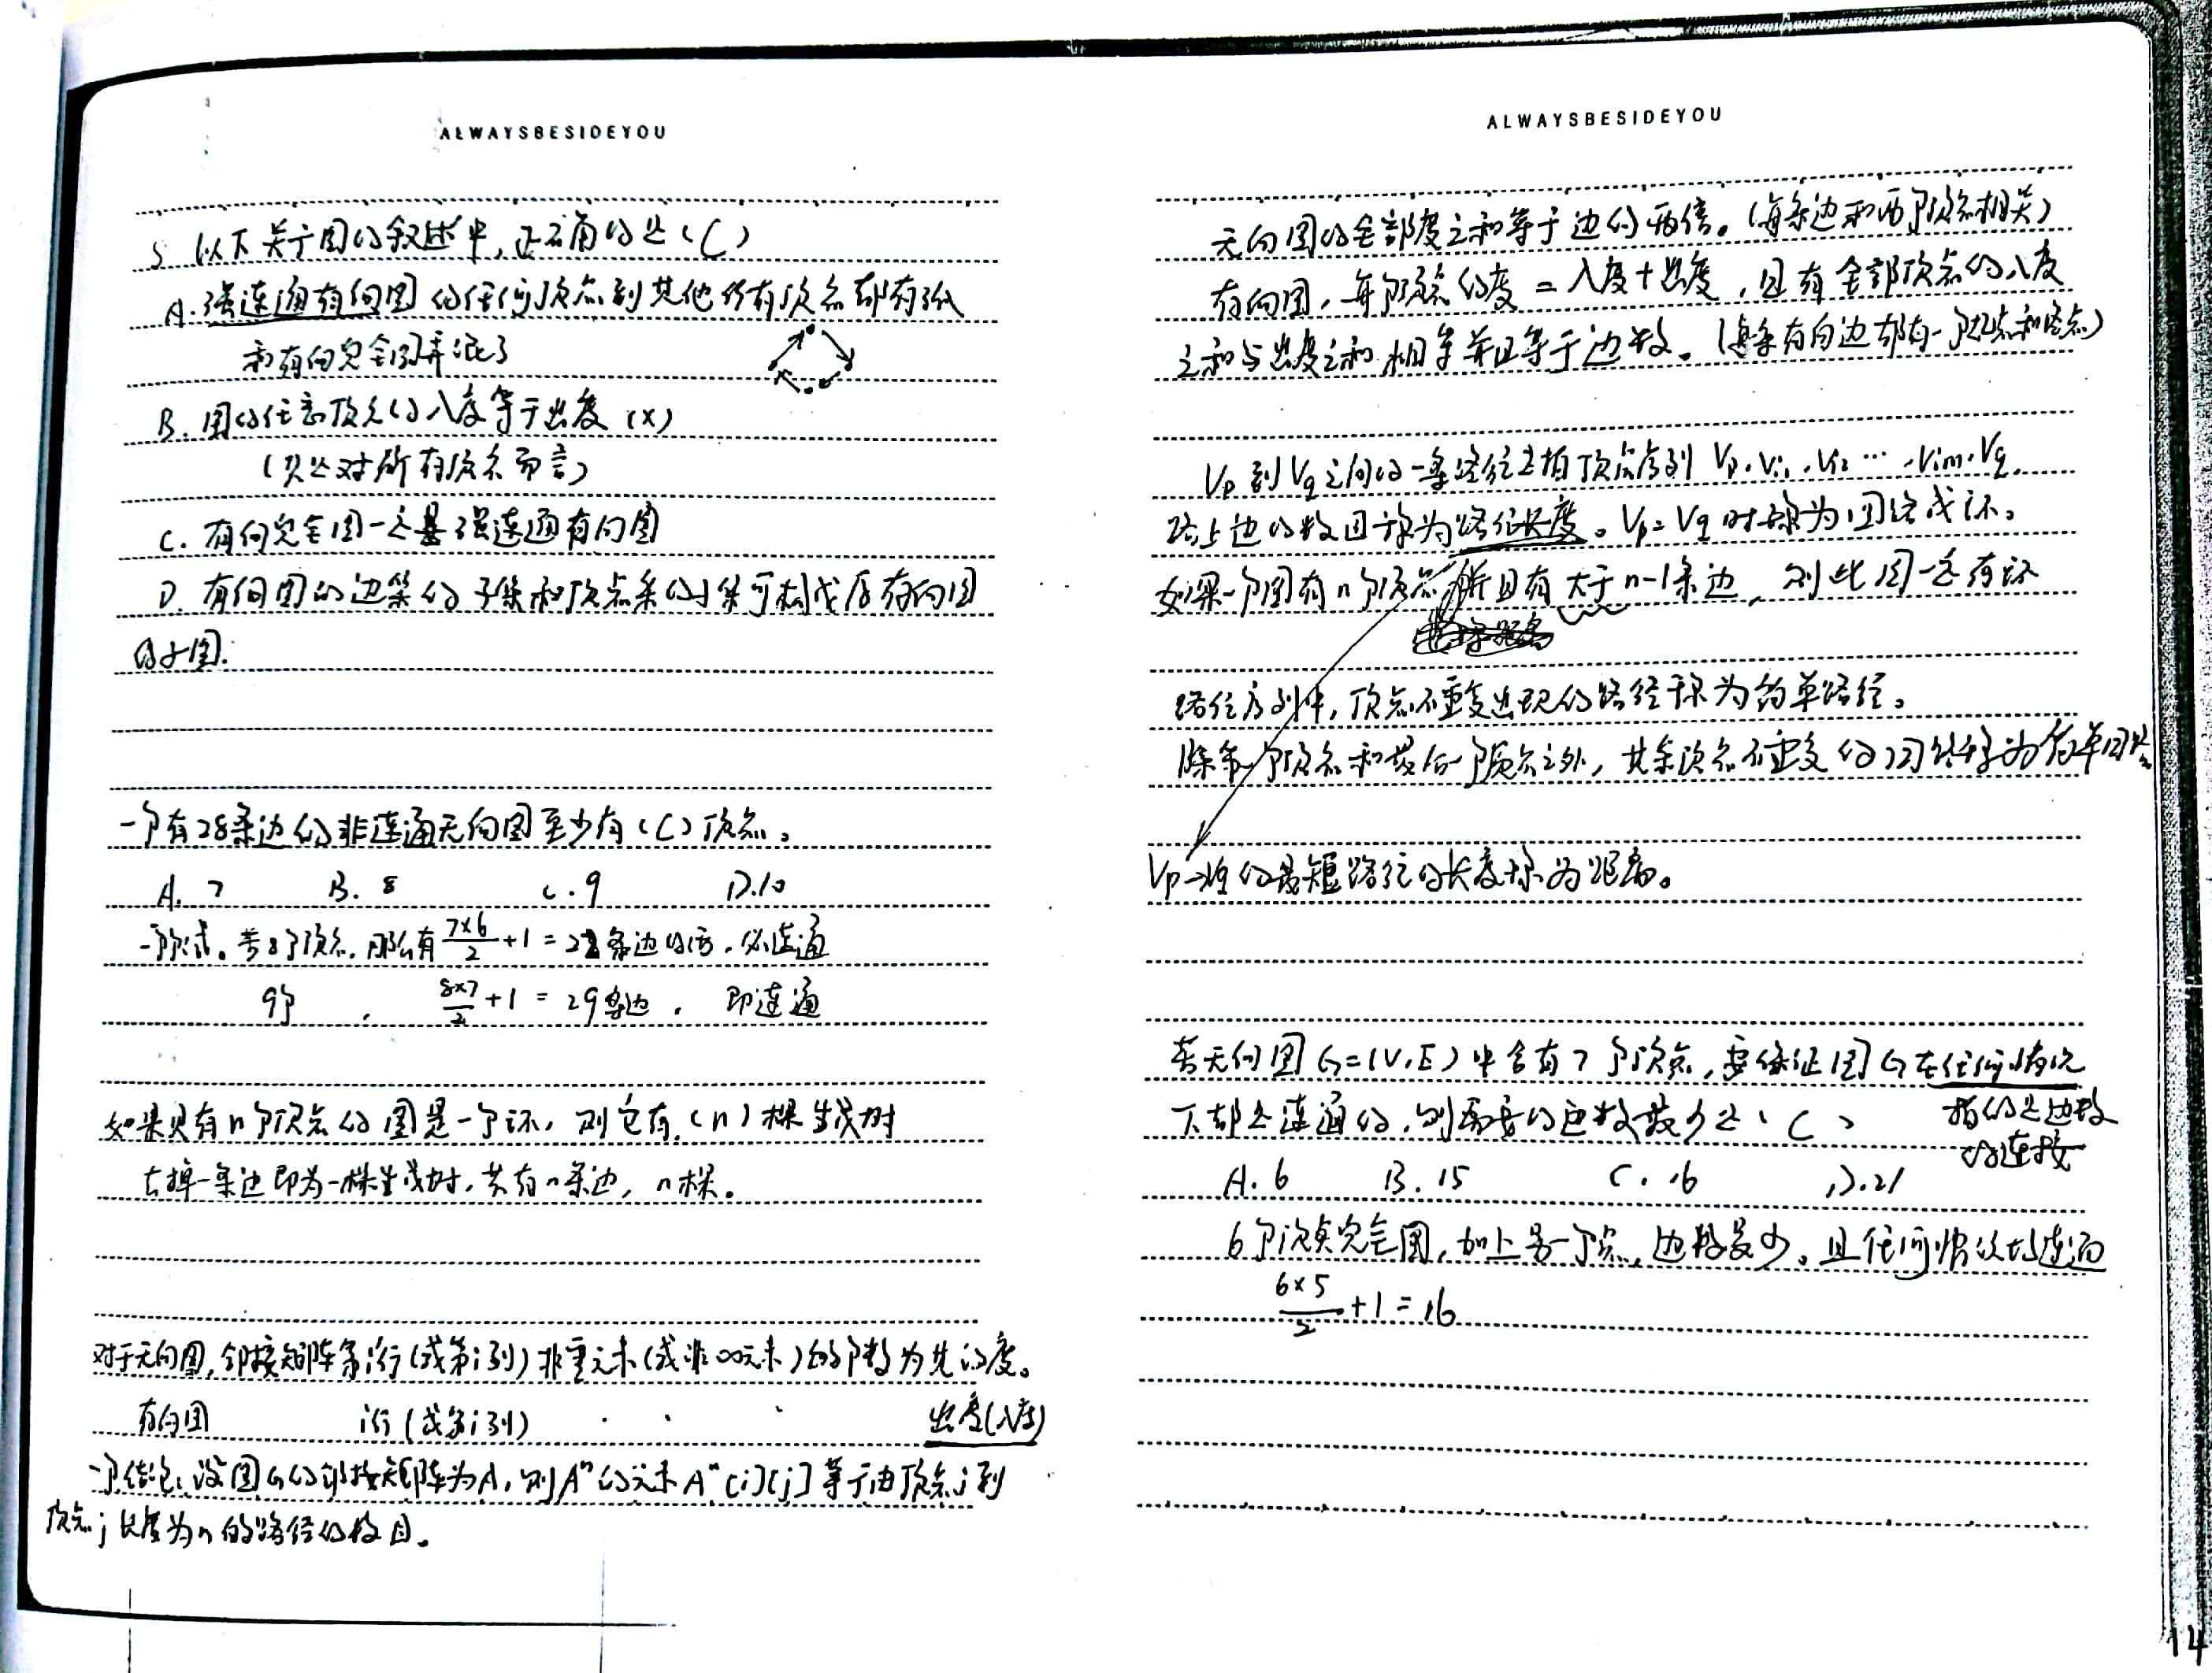 ALWAYSBESIDEYOU
5 以下关于图的叙述中,正确的是(C)
A.强连通有向图的任何顶点到其他所有顶点都有弧
和有向完全图弄混了
B.图的任意顶点的入度等于出度(x)
(只是对所有顶点而言)
C.有向完全图一定是强连通有向图
D.有向图的边集的子集和顶点集的子集可构成原有向图
的子图.
一个有28条边的非连通无向图至少有(C)顶点。
A.7 B.8 C.9 D.10
若8个顶点,那么有 7×6/2+1=22条边的话,必连通
9个, 8×7/2+1=29条边,即连通
如果具有n个顶点的图是一个环,则它有(n)棵生成树
去掉一条边即为一棵生成树,共有n条边,n棵。
对于无向图,邻接矩阵第i行(或第i列)非零元素(或非∞元素)的个数为其的度。
有向图 i行(或第i列) 出度(入度)
一个结论:设图G的邻接矩阵为A,则Aⁿ的元素Aⁿ[i][j]等于由顶点i到
顶点j长度为n的路径的数目。
ALWAYSBESIDEYOU
无向图的全部度之和等于边的两倍。(每条边和两个顶点相关)
有向图,每个顶点的度=入度+出度,且有全部顶点的入度
之和与出度之和相等并且等于边数。(每条有向边都有一个起点和终点)
Vp到Vq之间的一条路径是指顶点序列Vp,Vi1,Vi2…,Vim,Vq,
路上边的数目称为路径长度。Vp=Vq时称为回路或环。
如果一个图有n个顶点,并且有大于n-1条边,则此图一定有环
路径序列中,顶点不重复出现的路径称为简单路径。
除第一个顶点和最后一个顶点之外,其余顶点不重复的回路称为简单回路
的最短路径的长度称为距离。
若无向图G=(V,E)中含有7个顶点,要保证图G在任何情况
下都是连通的,则需要的边数最少是(C)
指的是边数
的连接
A.6 B.15 C.16 D.21
6个顶点完全图,加上另一个点,边数最少。且任何情况均连通
6×5/2+1=16
14